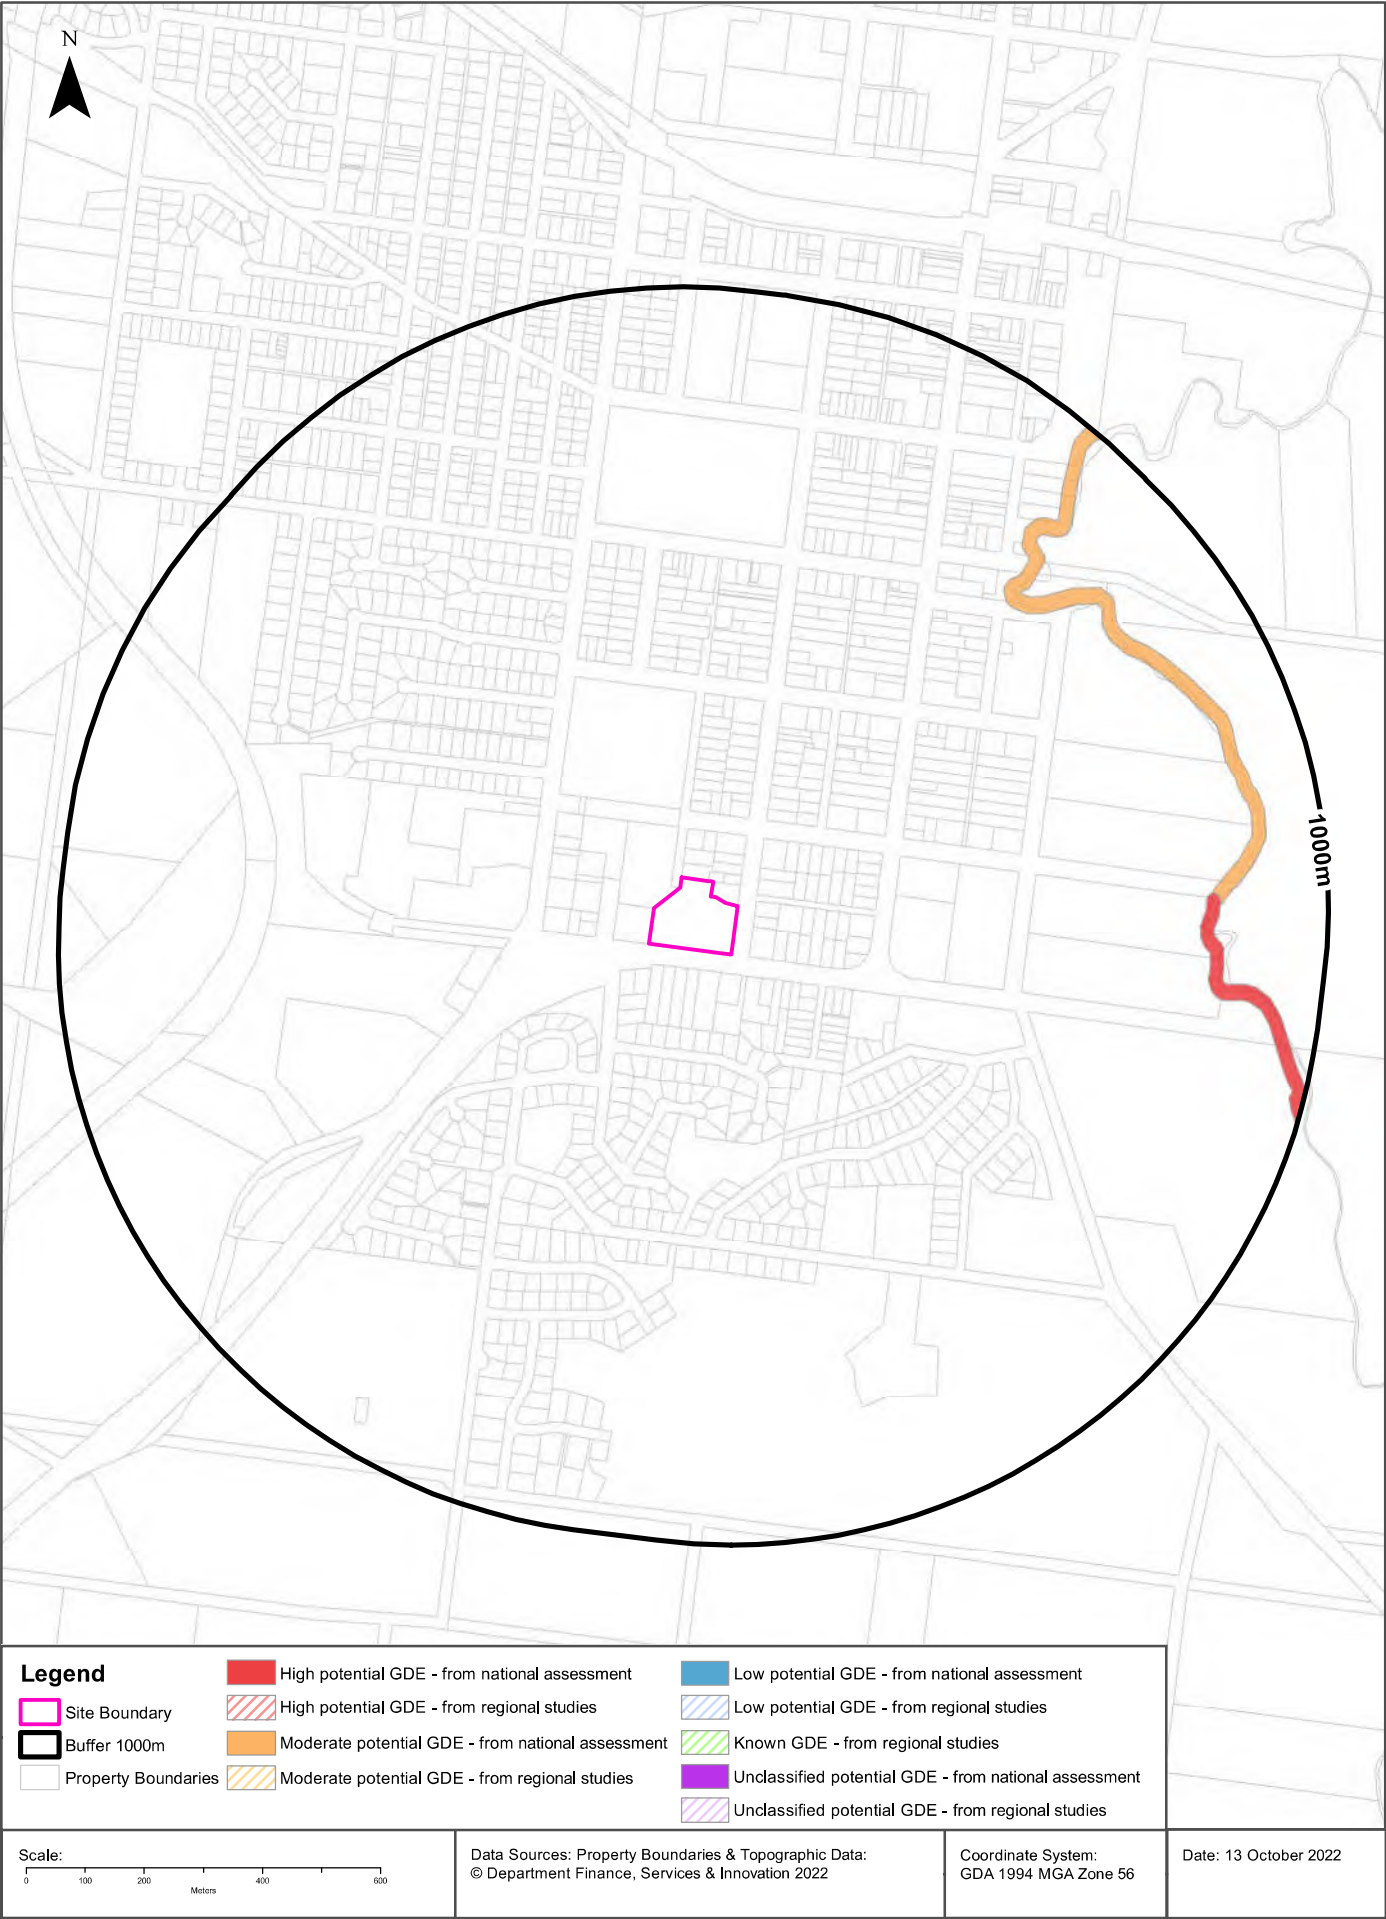 N
1000m
Legend
Site Boundary
Buffer 1000m
Property Boundaries
High potential GDE - from national assessment
High potential GDE - from regional studies
Moderate potential GDE - from national assessment
Moderate potential GDE - from regional studies
Low potential GDE - from national assessment
Low potential GDE - from regional studies
Known GDE - from regional studies
Unclassified potential GDE - from national assessment
Unclassified potential GDE - from regional studies
Scale:
0 100 200 400 600
Meters
Data Sources: Property Boundaries & Topographic Data:
© Department Finance, Services & Innovation 2022
Coordinate System:
GDA 1994 MGA Zone 56
Date: 13 October 2022